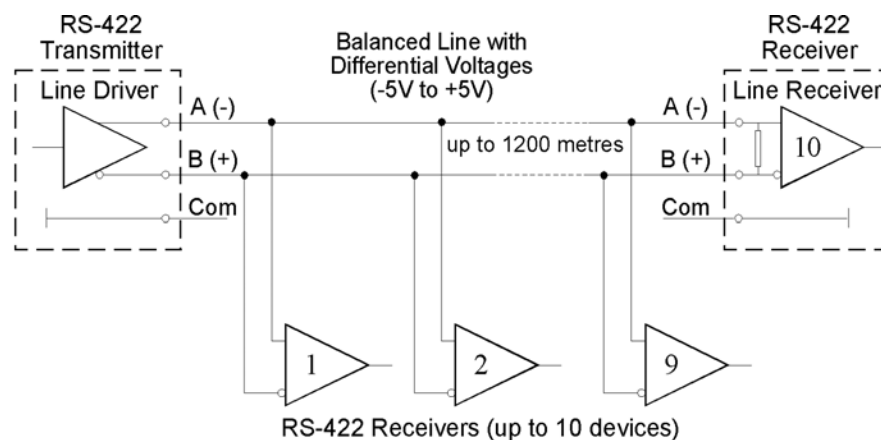 RS-422
Transmitter
Line Driver
Balanced Line with
Differential Voltages
(-5V to +5V)
RS-422
Receiver
Line Receiver
A (-)
A (-)
up to 1200 metres
10
B (+)
B (+)
Com
Com
1
2
9
RS-422 Receivers (up to 10 devices)